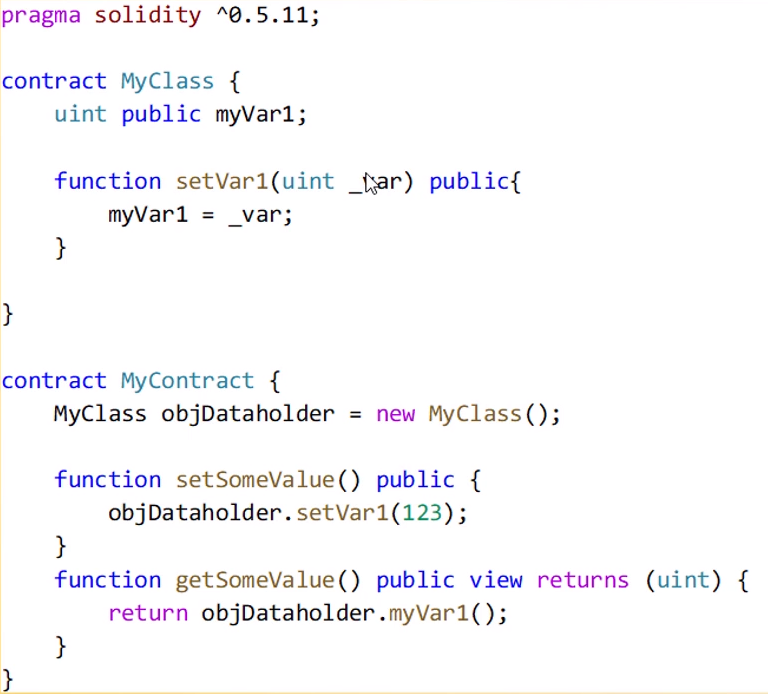 pragma solidity ^0.5.11;
contract MyClass {
uint public myVar1;
function setVar1(uint _var) public{
myVar1 = _var;
}
}
contract MyContract {
MyClass objDataholder = new MyClass();
function setSomeValue() public {
objDataholder.setVar1(123);
}
function getSomeValue() public view returns (uint) {
return objDataholder.myVar1();
}
}